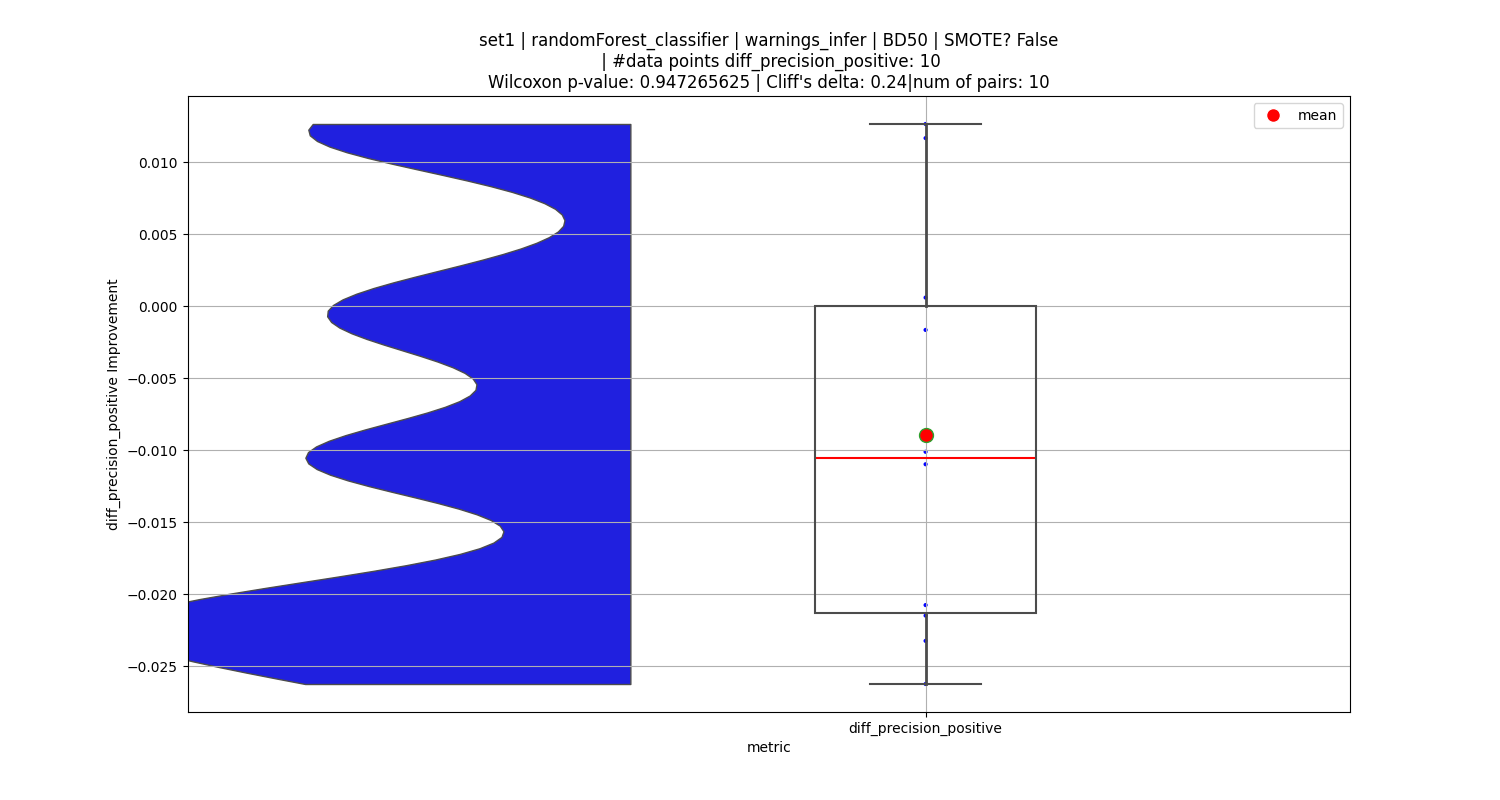 set1 | randomForest_classifier | warnings_infer | BD50 | SMOTE? False
| #data points diff_precision_positive: 10
Wilcoxon p-value: 0.947265625 | Cliff's delta: 0.24|num of pairs: 10
mean
0.010
0.005
0.000
−0.005
−0.010
−0.015
−0.020
−0.025
diff_precision_positive Improvement
diff_precision_positive
metric